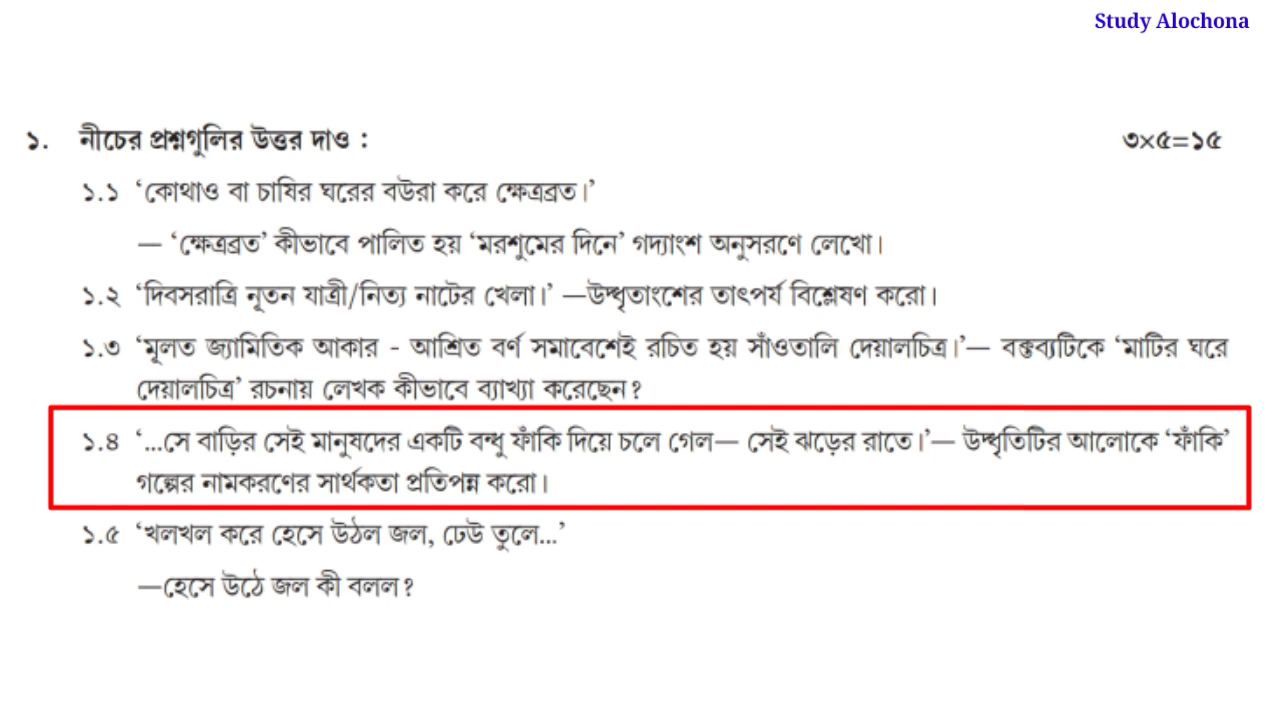 Study Alochona
১. নীচের প্রশ্নগুলির উত্তর দাও : ৩×৫=১৫
১.১ ‘কোথাও বা চাষির ঘরের বউরা করে ক্ষেত্রব্রত।’
— ‘ক্ষেত্রব্রত’ কীভাবে পালিত হয় ‘মরশুমের দিনে’ গদ্যাংশ অনুসরণে লেখো।
১.২ ‘দিবসরাত্রি নূতন যাত্রী/নিত্য নাটের খেলা।’ —উদ্ধৃতাংশের তাৎপর্য বিশ্লেষণ করো।
১.৩ ‘মূলত জ্যামিতিক আকার - আশ্রিত বর্ণ সমাবেশেই রচিত হয় সাঁওতালি দেয়ালচিত্র।’— বক্তব্যটিকে ‘মাটির ঘরে
দেয়ালচিত্র’ রচনায় লেখক কীভাবে ব্যাখ্যা করেছেন?
১.৪ ‘...সে বাড়ির সেই মানুষদের একটি বন্ধু ফাঁকি দিয়ে চলে গেল— সেই ঝড়ের রাতে।’— উদ্ধৃতিটির আলোকে ‘ফাঁকি’
গল্পের নামকরণের সার্থকতা প্রতিপন্ন করো।
১.৫ ‘খলখল করে হেসে উঠল জল, ঢেউ তুলে...’
—হেসে উঠে জল কী বলল?